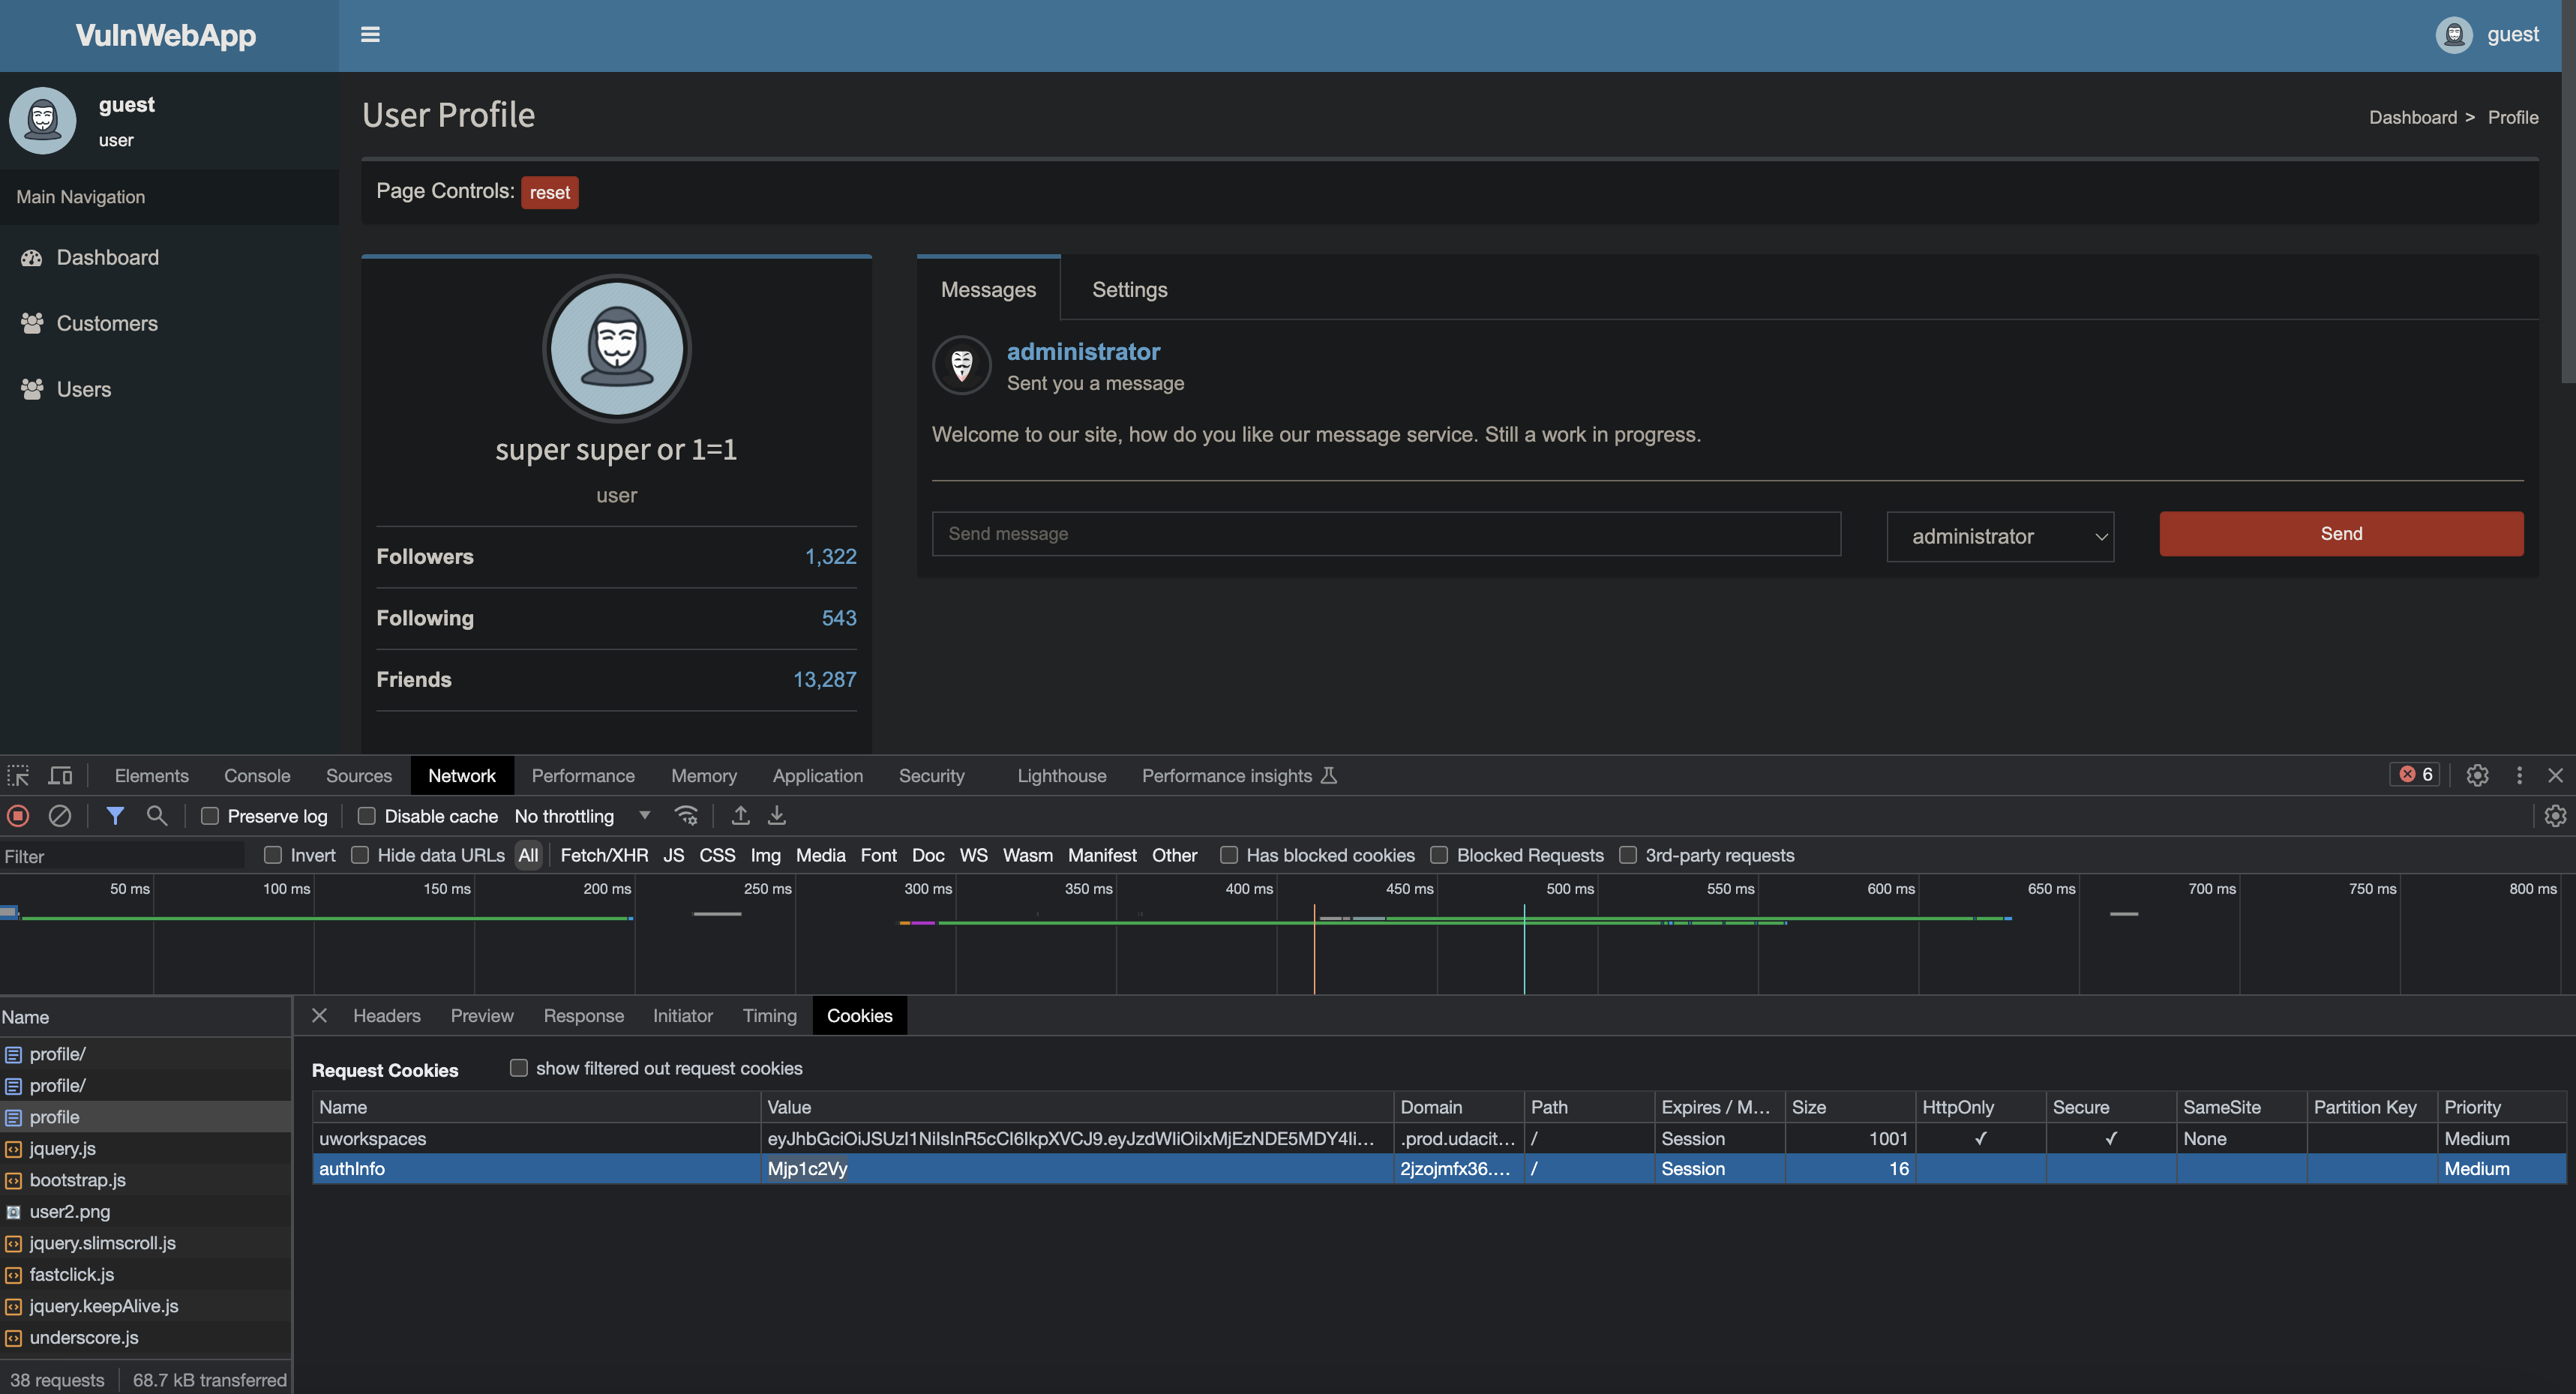 VulnWebApp
guest
guest
user
Main Navigation
Dashboard
Customers
Users
User Profile
Dashboard > Profile
Page Controls: reset
super super or 1=1
user
Followers 1,322
Following 543
Friends 13,287
Messages Settings
administrator
Sent you a message
Welcome to our site, how do you like our message service. Still a work in progress.
Send message administrator Send
Elements Console Sources Network Performance Memory Application Security Lighthouse Performance insights 6
Preserve log Disable cache No throttling
Filter Invert Hide data URLs All Fetch/XHR JS CSS Img Media Font Doc WS Wasm Manifest Other Has blocked cookies Blocked Requests 3rd-party requests
50 ms 100 ms 150 ms 200 ms 250 ms 300 ms 350 ms 400 ms 450 ms 500 ms 550 ms 600 ms 650 ms 700 ms 750 ms 800 ms
Name
profile/
profile/
profile
jquery.js
bootstrap.js
user2.png
jquery.slimscroll.js
fastclick.js
jquery.keepAlive.js
underscore.js
38 requests 68.7 kB transferred
Headers Preview Response Initiator Timing Cookies
Request Cookies show filtered out request cookies
Name Value Domain Path Expires / M... Size HttpOnly Secure SameSite Partition Key Priority
uworkspaces eyJhbGciOiJSUzI1NiIsInR5cCI6IkpXVCJ9.eyJzdWIiOiIxMjEzNDE5MDY4Ii... .prod.udacit... / Session 1001 ✓ ✓ None Medium
authInfo Mjp1c2Vy 2jzojmfx36.... / Session 16 Medium